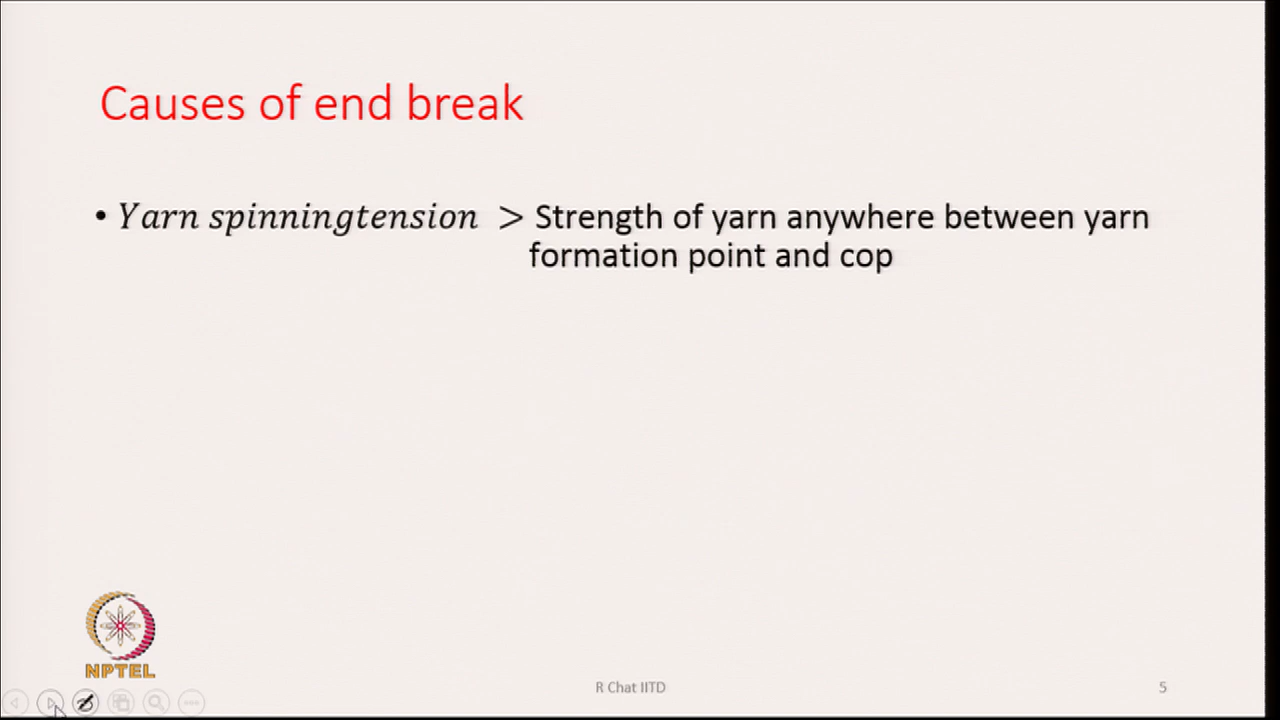 Causes of end break
• Yarn spinningtension > Strength of yarn anywhere between yarn
formation point and cop
NPTEL
R Chat IITD
5